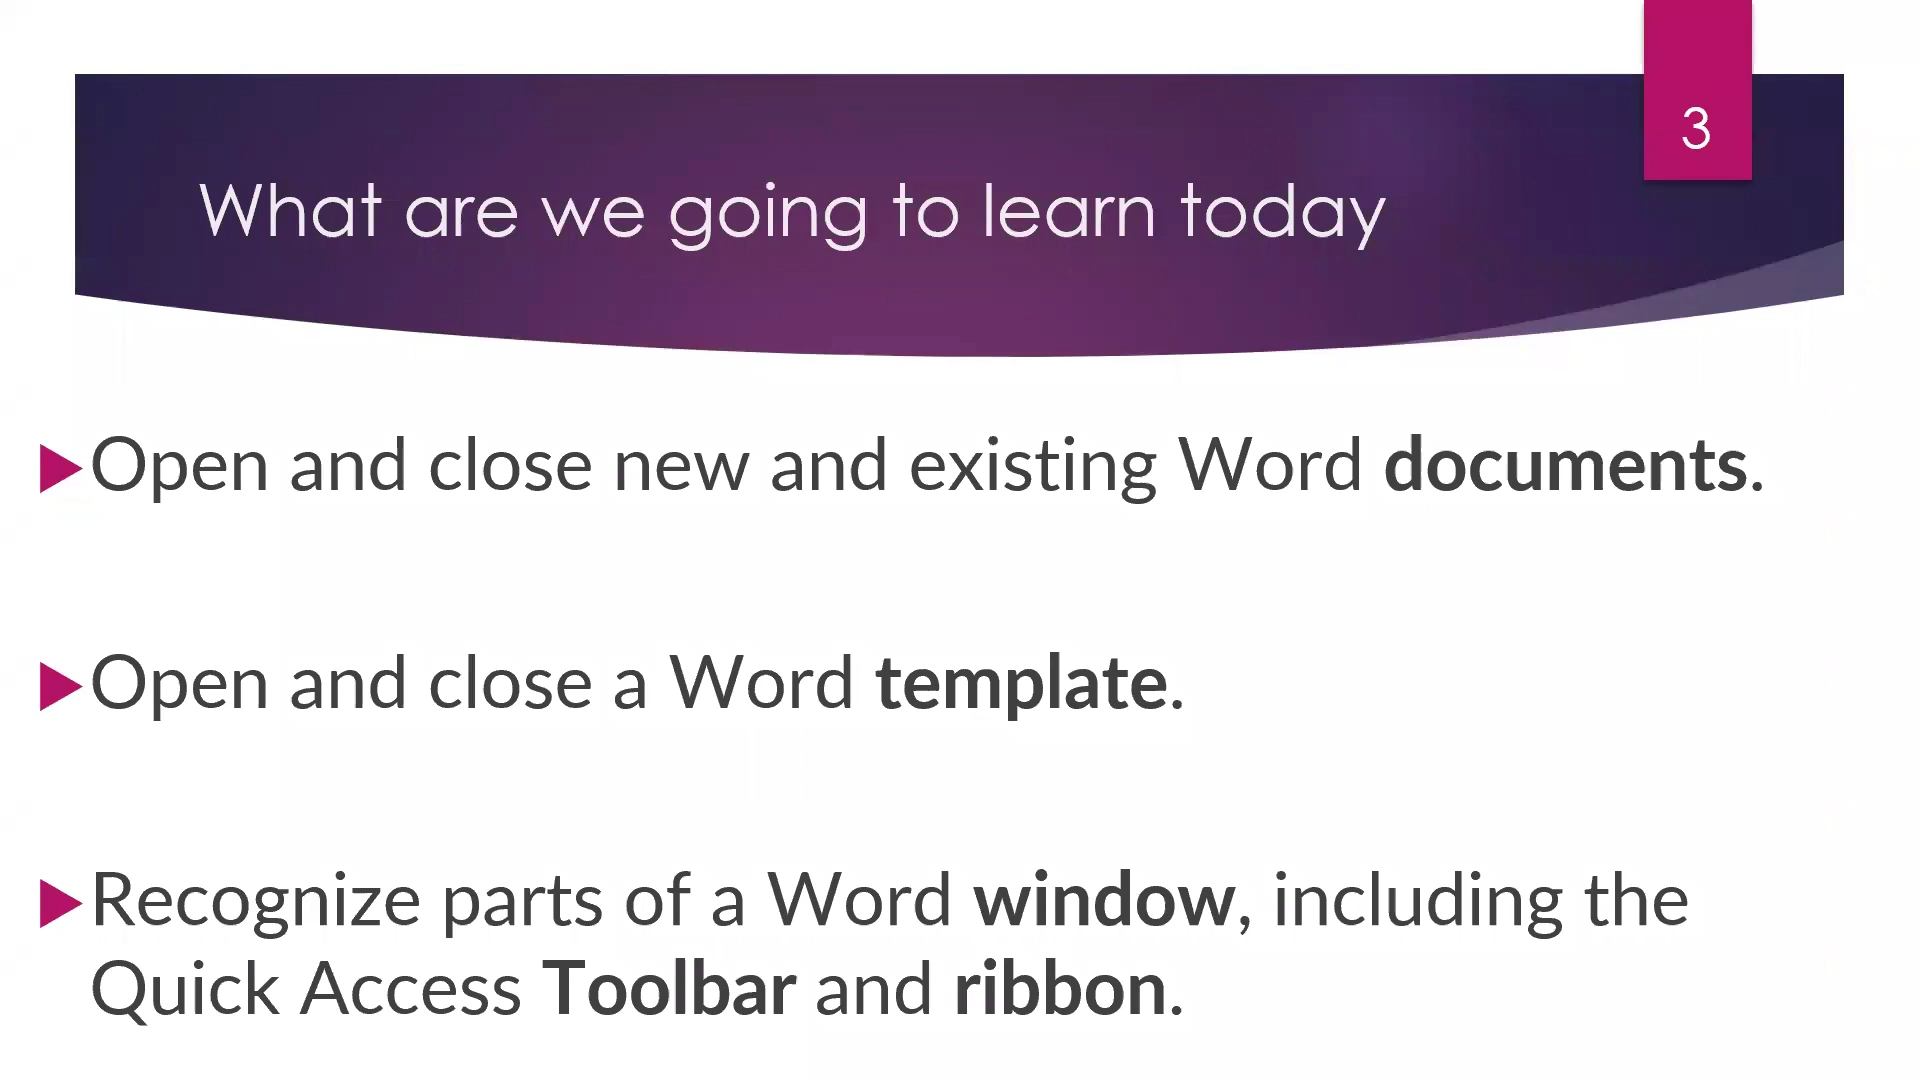 3
What are we going to learn today
Open and close new and existing Word documents.
Open and close a Word template.
Recognize parts of a Word window, including the
Quick Access Toolbar and ribbon.